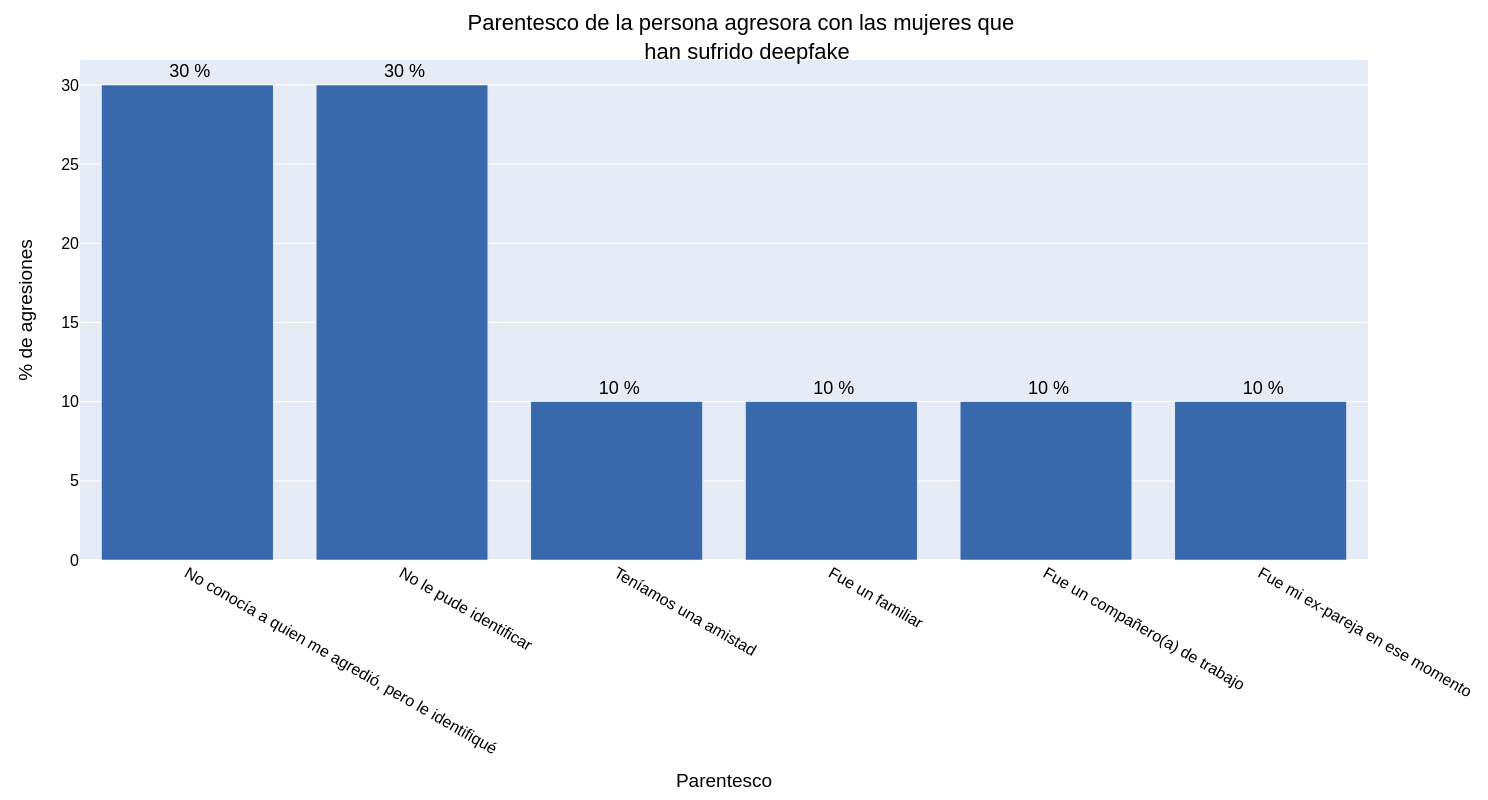 Parentesco de la persona agresora con las mujeres que
han sufrido deepfake
30 %
30 %
10 %
10 %
10 %
10 %
30
25
20
15
10
5
0
% de agresiones
No conocía a quien me agredió, pero le identifiqué
No le pude identificar
Teníamos una amistad
Fue un familiar
Fue un compañero(a) de trabajo
Fue mi ex-pareja en ese momento
Parentesco